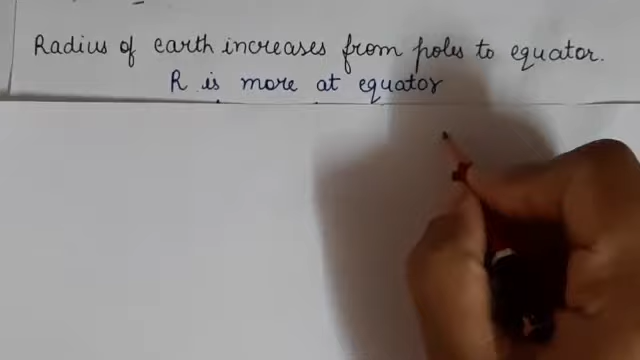 Radius of earth increases from poles to equator.
R is more at equator